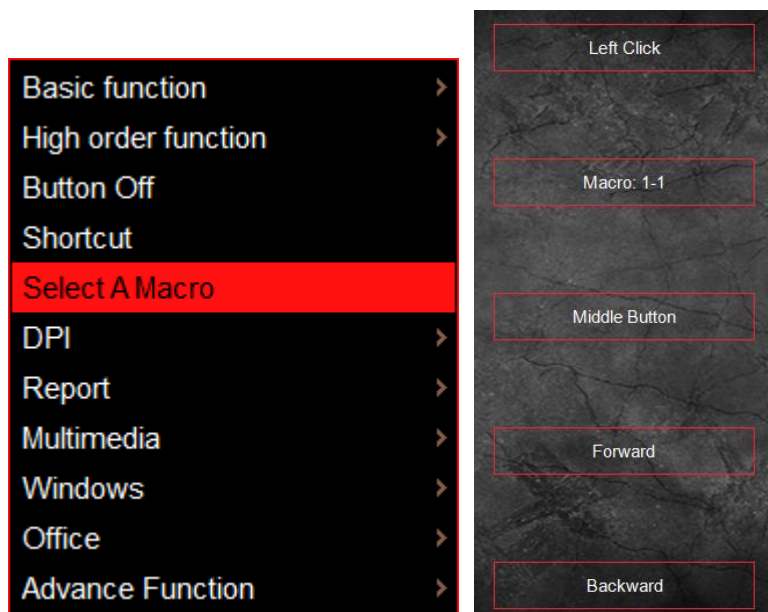 Basic function
High order function
Button Off
Shortcut
Select A Macro
DPI
Report
Multimedia
Windows
Office
Advance Function
Left Click
Macro: 1-1
Middle Button
Forward
Backward